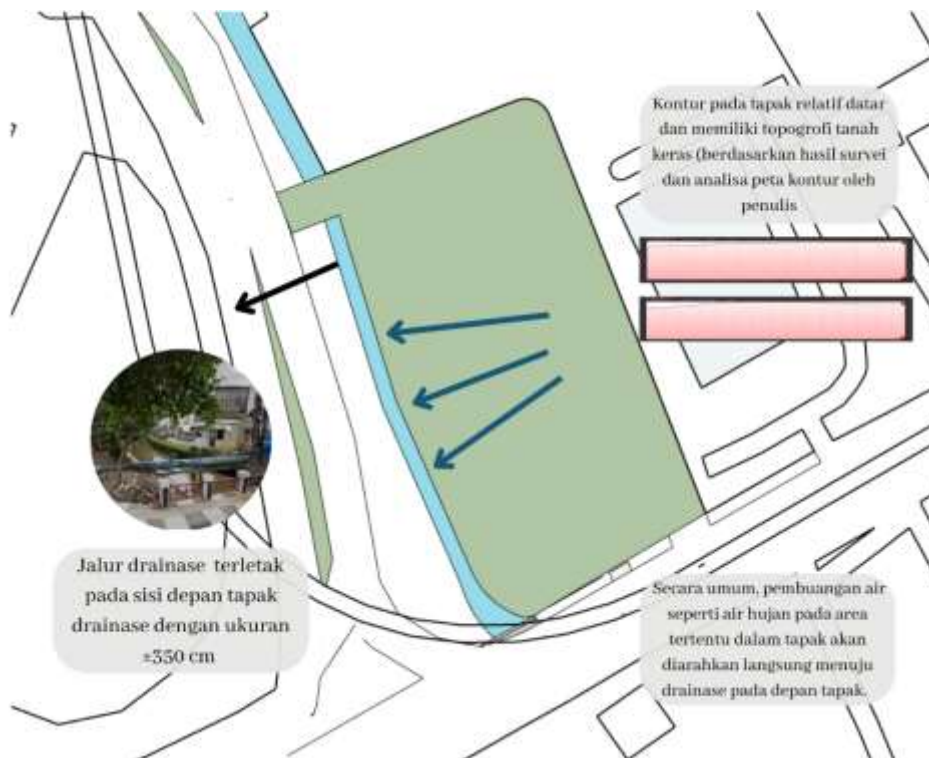 Kontur pada tapak relatif datar
dan memiliki topogrofi tanah
keras (berdasarkan hasil survei
dan analisa peta kontur oleh
penulis
Jalur drainase terletak
pada sisi depan tapak
drainase dengan ukuran
±350 cm
Secara umum, pembuangan air
seperti air hujan pada area
tertentu dalam tapak akan
diarahkan langsung menuju
drainase pada depan tapak.